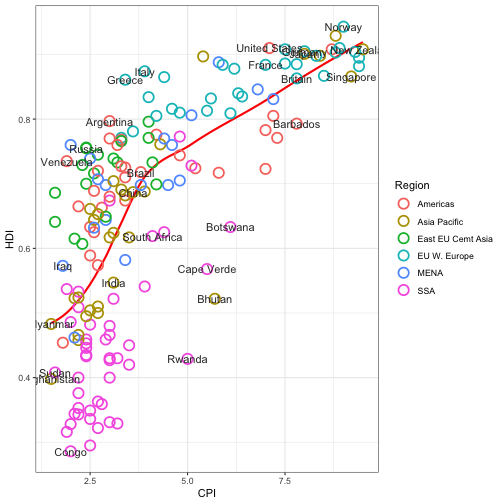 Norway
United States
New Zeal
Italy
France
Greece
Britain
Singapore
0.8
Argentina
Barbados
Russia
Venezuela
Brazil
China
Region
Americas
Asia Pacific
East EU Cemt Asia
EU W. Europe
MENA
SSA
HDI
0.6
Botswana
South Africa
Iraq
Cape Verde
India
Bhutan
lyanmar
Rwanda
Sudan
0.4
ghanistan
Congo
2.5
5.0
7.5
CPI